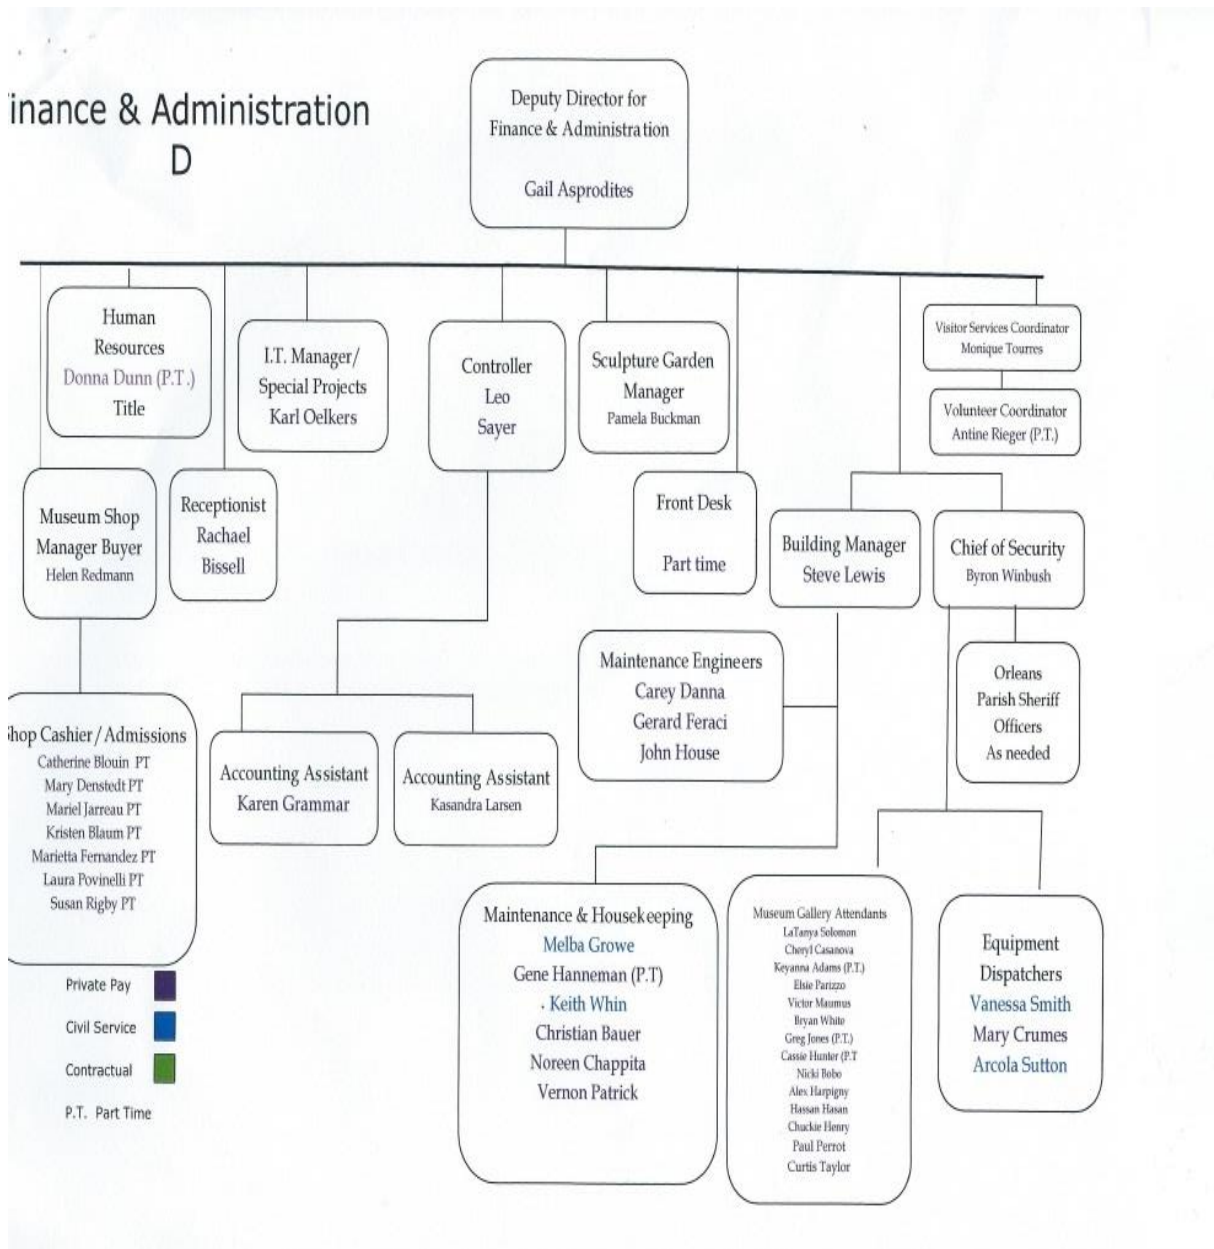 inance & Administration
D
Deputy Director for
Finance & Administration
Gail Asprodites
Human
Resources
Donna Dunn (P.T.)
Title
I.T. Manager/
Special Projects
Karl Oelkers
Controller
Leo
Sayer
Sculpture Garden
Manager
Pamela Buckman
Visitor Services Coordinator
Monique Tourres
Volunteer Coordinator
Antine Rieger (P.T.)
Museum Shop
Manager Buyer
Helen Redmann
Receptionist
Rachael
Bissell
Front Desk
Part time
Building Manager
Steve Lewis
Chief of Security
Byron Winbush
Maintenance Engineers
Carey Danna
Gerard Feraci
John House
Orleans
Parish Sheriff
Officers
As needed
hop Cashier / Admissions
Catherine Blouin PT
Mary Denstedt PT
Mariel Jarreau PT
Kristen Blaum PT
Marietta Fernandez PT
Laura Povinelli PT
Susan Rigby PT
Accounting Assistant
Karen Grammar
Accounting Assistant
Kasandra Larsen
Maintenance & Housekeeping
Melba Growe
Gene Hanneman (P.T)
. Keith Whin
Christian Bauer
Noreen Chappita
Vernon Patrick
Museum Gallery Attendants
LaTanya Solomon
Cheryl Casanova
Keyanna Adams (P.T.)
Elsie Parizzo
Victor Maumus
Bryan White
Greg Jones (P.T.)
Cassie Hunter (P.T
Nicki Bobo
Alex Harpigny
Hassan Hasan
Chuckie Henry
Paul Perrot
Curtis Taylor
Equipment
Dispatchers
Vanessa Smith
Mary Crumes
Arcola Sutton
Private Pay
Civil Service
Contractual
P.T. Part Time